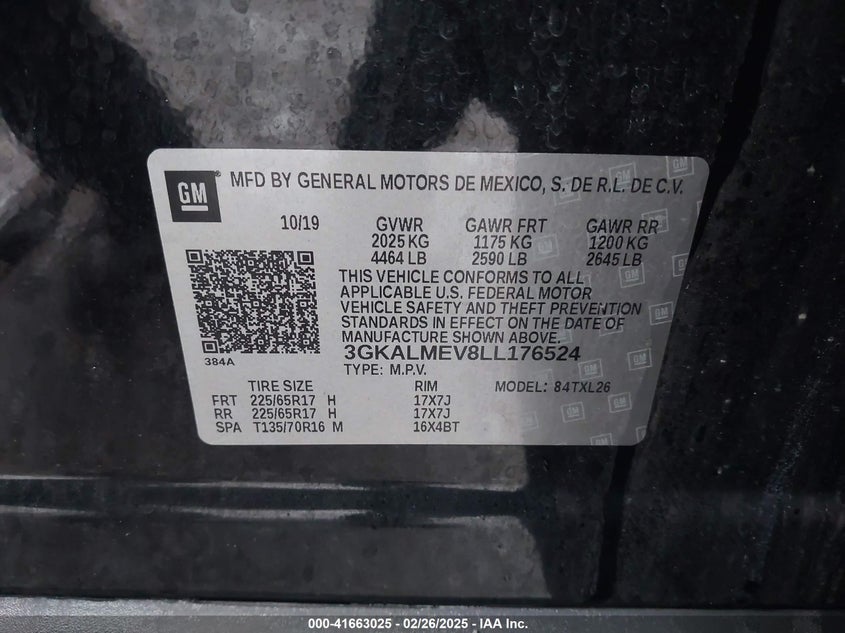 GM MFD BY GENERAL MOTORS DE MEXICO, S. DE R.L. DE C.V.
10/19 GVWR GAWR FRT GAWR RR
2025 KG 1175 KG 1200 KG
4464 LB 2590 LB 2645 LB
THIS VEHICLE CONFORMS TO ALL
APPLICABLE U.S. FEDERAL MOTOR
VEHICLE SAFETY AND THEFT PREVENTION
STANDARDS IN EFFECT ON THE DATE OF
MANUFACTURE SHOWN ABOVE.
384A 3GKALMEV8LL176524
TYPE: M.P.V.
TIRE SIZE RIM MODEL: 84TXL26
FRT 225/65R17 H 17X7J
RR 225/65R17 H 17X7J
SPA T135/70R16 M 16X4BT
000-41663025 - 02/26/2025 - IAA Inc.